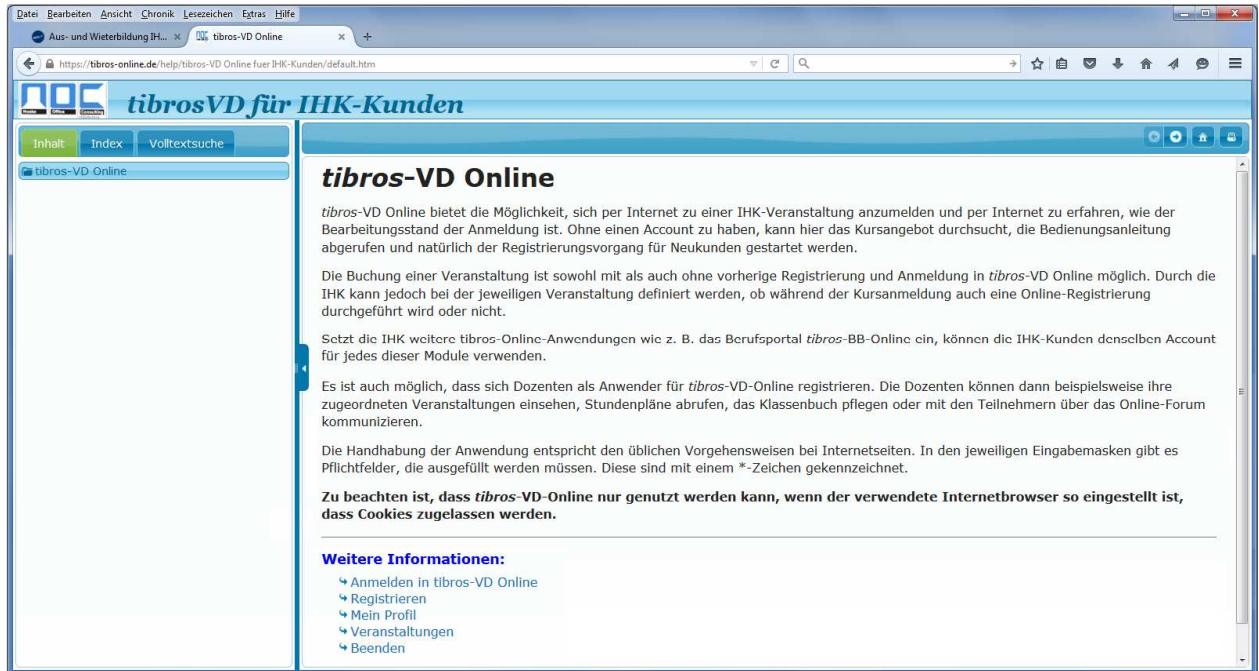 Datei Bearbeiten Ansicht Chronik Lesezeichen Extras Hilfe
Aus- und Wieterbildung IH... × tibros-VD Online × +
https://tibros-online.de/help/tibros-VD Online fuer IHK-Kunden/default.htm
noc tibrosVD für IHK-Kunden
Office Consulting
Inhalt Index Volltextsuche
tibros-VD Online
tibros-VD Online
tibros-VD Online bietet die Möglichkeit, sich per Internet zu einer IHK-Veranstaltung anzumelden und per Internet zu erfahren, wie der
Bearbeitungsstand der Anmeldung ist. Ohne einen Account zu haben, kann hier das Kursangebot durchsucht, die Bedienungsanleitung
abgerufen und natürlich der Registrierungsvorgang für Neukunden gestartet werden.
Die Buchung einer Veranstaltung ist sowohl mit als auch ohne vorherige Registrierung und Anmeldung in tibros-VD Online möglich. Durch die
IHK kann jedoch bei der jeweiligen Veranstaltung definiert werden, ob während der Kursanmeldung auch eine Online-Registrierung
durchgeführt wird oder nicht.
Setzt die IHK weitere tibros-Online-Anwendungen wie z. B. das Berufsportal tibros-BB-Online ein, können die IHK-Kunden denselben Account
für jedes dieser Module verwenden.
Es ist auch möglich, dass sich Dozenten als Anwender für tibros-VD-Online registrieren. Die Dozenten können dann beispielsweise ihre
zugeordneten Veranstaltungen einsehen, Stundenpläne abrufen, das Klassenbuch pflegen oder mit den Teilnehmern über das Online-Forum
kommunizieren.
Die Handhabung der Anwendung entspricht den üblichen Vorgehensweisen bei Internetseiten. In den jeweiligen Eingabemasken gibt es
Pflichtfelder, die ausgefüllt werden müssen. Diese sind mit einem *-Zeichen gekennzeichnet.
Zu beachten ist, dass tibros-VD-Online nur genutzt werden kann, wenn der verwendete Internetbrowser so eingestellt ist,
dass Cookies zugelassen werden.
Weitere Informationen:
Anmelden in tibros-VD Online
Registrieren
Mein Profil
Veranstaltungen
Beenden